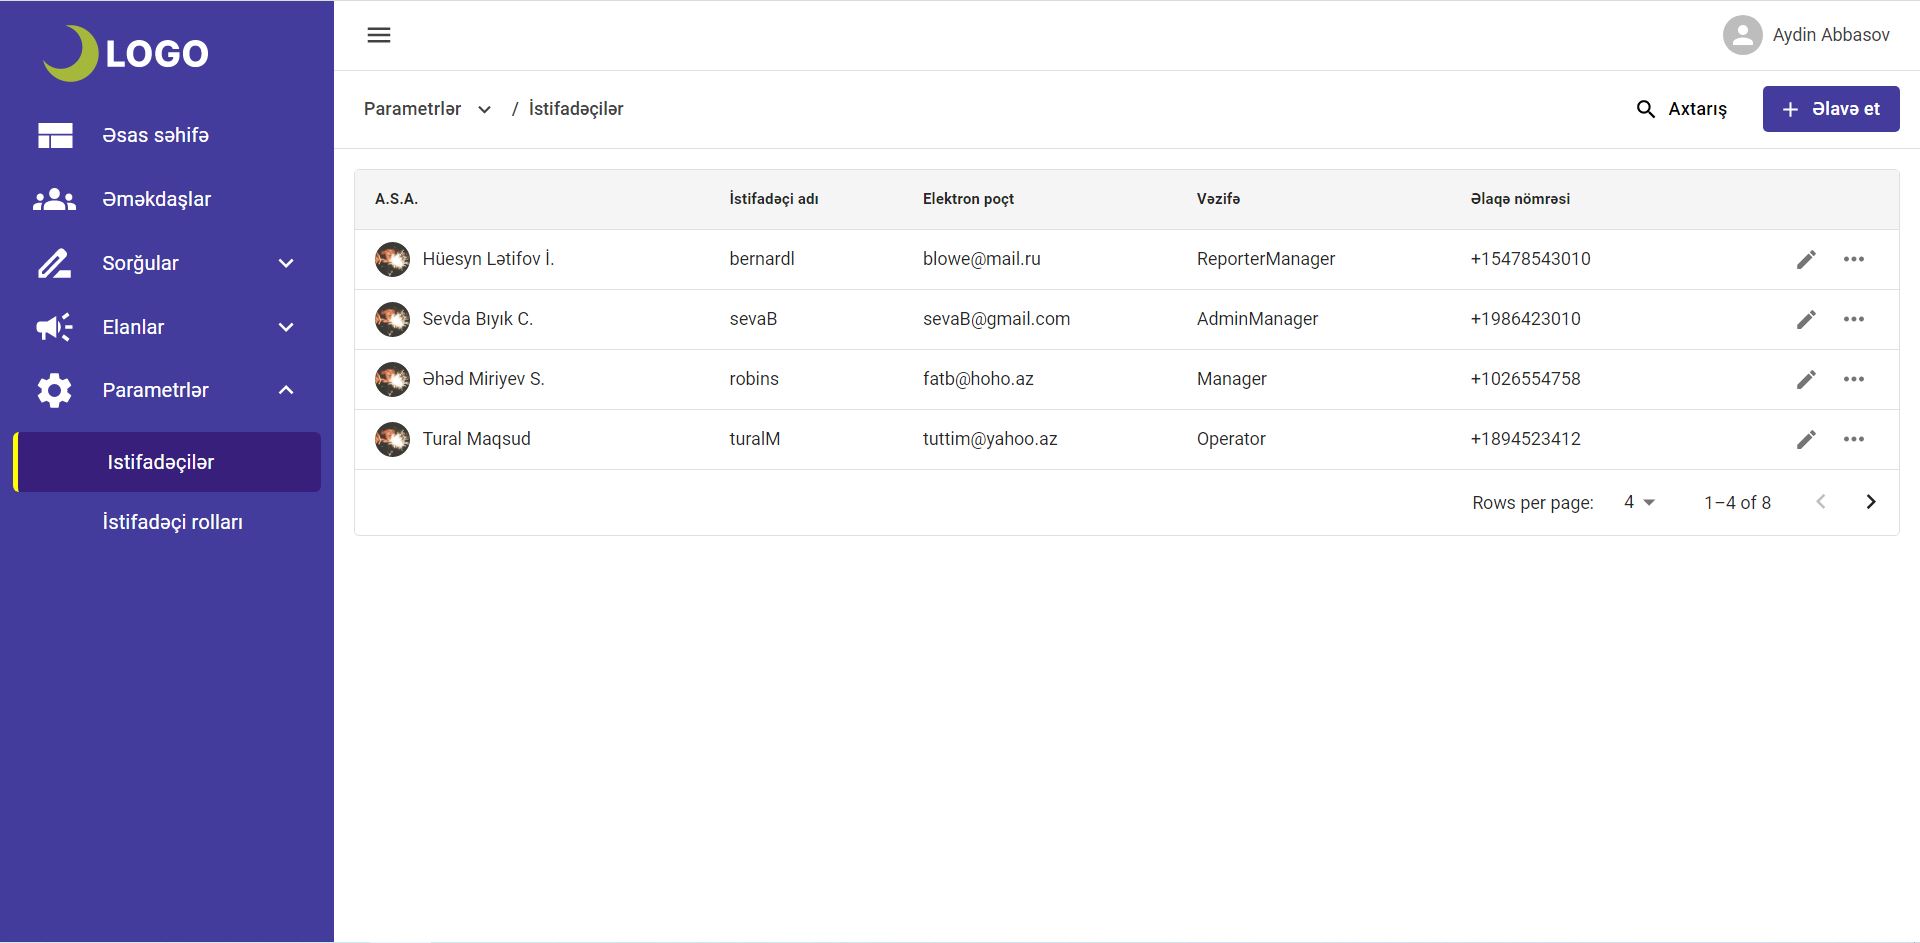 LOGO
Əsas səhifə
Əməkdaşlar
Sorğular
Elanlar
Parametrlər
Istifadəçilər
İstifadəçi rolları
Aydin Abbasov
Parametrlər / İstifadəçilər
Axtarış
+ Əlavə et
A.S.A. İstifadəçi adı Elektron poçt Vəzifə Əlaqə nömrəsi
Hüesyn Lətifov İ. bernardl blowe@mail.ru ReporterManager +15478543010
Sevda Bıyık C. sevaB sevaB@gmail.com AdminManager +1986423010
Əhəd Miriyev S. robins fatb@hoho.az Manager +1026554758
Tural Maqsud turalM tuttim@yahoo.az Operator +1894523412
Rows per page: 4 1–4 of 8